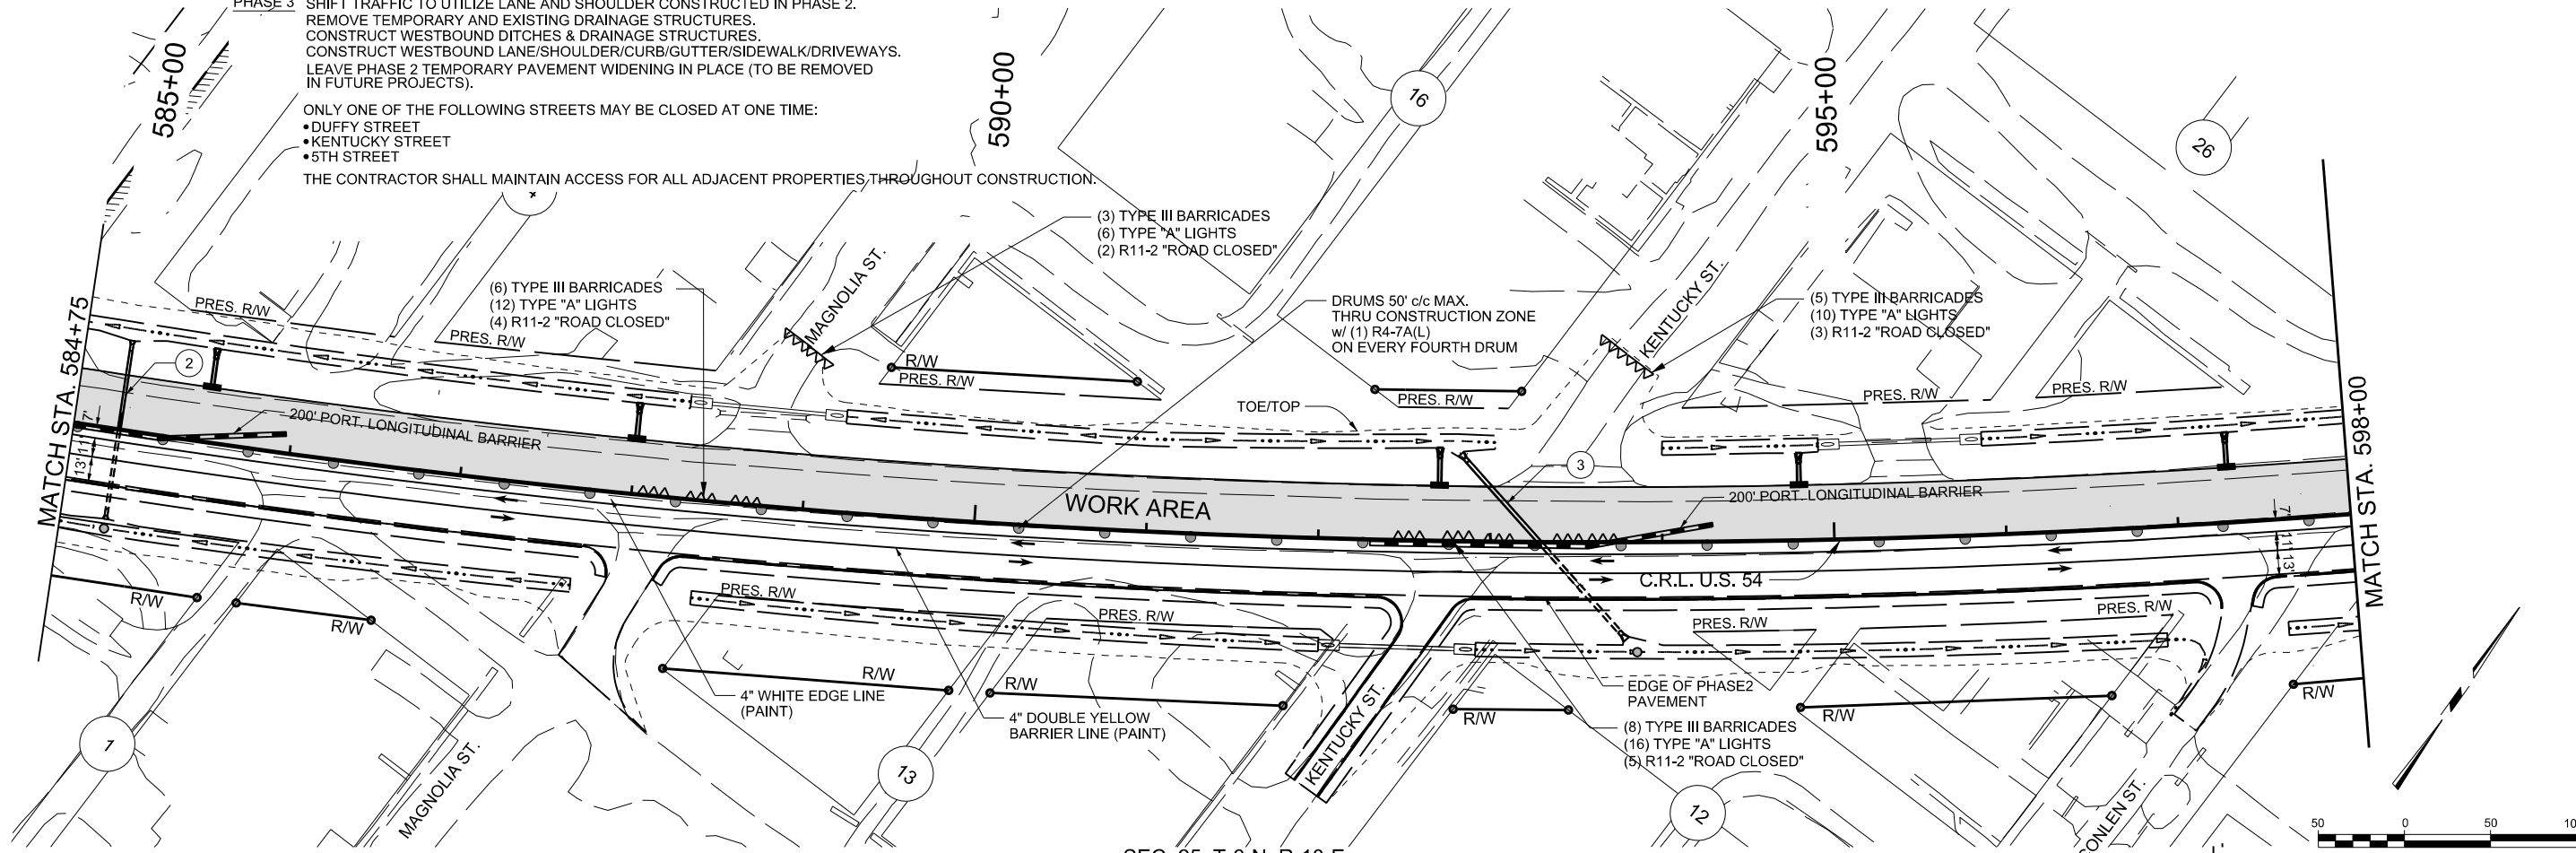 PHASE 3 SHIFT TRAFFIC TO UTILIZE LANE AND SHOULDER CONSTRUCTED IN PHASE 2.
REMOVE TEMPORARY AND EXISTING DRAINAGE STRUCTURES.
CONSTRUCT WESTBOUND DITCHES & DRAINAGE STRUCTURES.
CONSTRUCT WESTBOUND LANE/SHOULDER/CURB/GUTTER/SIDEWALK/DRIVEWAYS.
LEAVE PHASE 2 TEMPORARY PAVEMENT WIDENING IN PLACE (TO BE REMOVED
IN FUTURE PROJECTS).
ONLY ONE OF THE FOLLOWING STREETS MAY BE CLOSED AT ONE TIME:
•DUFFY STREET
•KENTUCKY STREET
•5TH STREET
THE CONTRACTOR SHALL MAINTAIN ACCESS FOR ALL ADJACENT PROPERTIES THROUGHOUT CONSTRUCTION.
585+00
590+00
595+00
16
26
(3) TYPE III BARRICADES
(6) TYPE "A" LIGHTS
(2) R11-2 "ROAD CLOSED"
(6) TYPE III BARRICADES
(12) TYPE "A" LIGHTS
(4) R11-2 "ROAD CLOSED"
MAGNOLIA ST.
DRUMS 50' c/c MAX.
THRU CONSTRUCTION ZONE
w/ (1) R4-7A(L)
ON EVERY FOURTH DRUM
KENTUCKY ST.
(5) TYPE III BARRICADES
(10) TYPE "A" LIGHTS
(3) R11-2 "ROAD CLOSED"
PRES. R/W
PRES. R/W
R/W
PRES. R/W
PRES. R/W
PRES. R/W
PRES. R/W
TOE/TOP
MATCH STA. 584+75
2
7'
11'
13'
200' PORT. LONGITUDINAL BARRIER
WORK AREA
3
200' PORT. LONGITUDINAL BARRIER
7'
11'
13'
MATCH STA. 598+00
C.R.L. U.S. 54
R/W
R/W
PRES. R/W
PRES. R/W
PRES. R/W
PRES. R/W
R/W
R/W
R/W
R/W
R/W
4" WHITE EDGE LINE
(PAINT)
4" DOUBLE YELLOW
BARRIER LINE (PAINT)
EDGE OF PHASE2
PAVEMENT
(8) TYPE III BARRICADES
(16) TYPE "A" LIGHTS
(5) R11-2 "ROAD CLOSED"
1
MAGNOLIA ST.
13
KENTUCKY ST.
12
CONLEN ST.
50 0 50